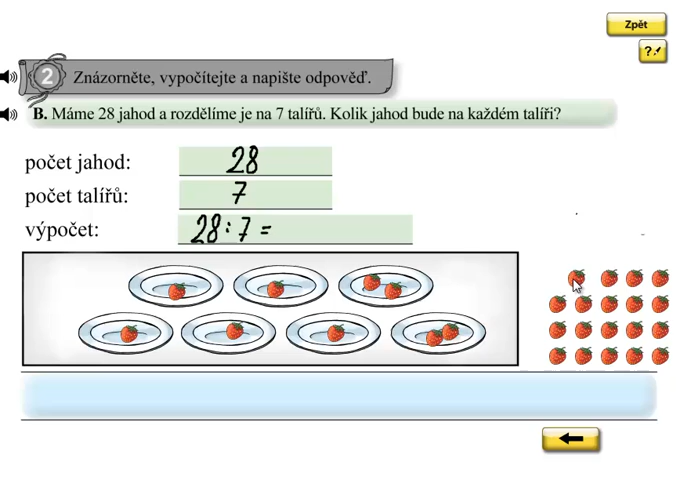 Zpět
?
2 Znázorněte, vypočítejte a napište odpověď.
B. Máme 28 jahod a rozdělíme je na 7 talířů. Kolik jahod bude na každém talíři?
počet jahod: 28
počet talířů: 7
výpočet: 28 : 7 =